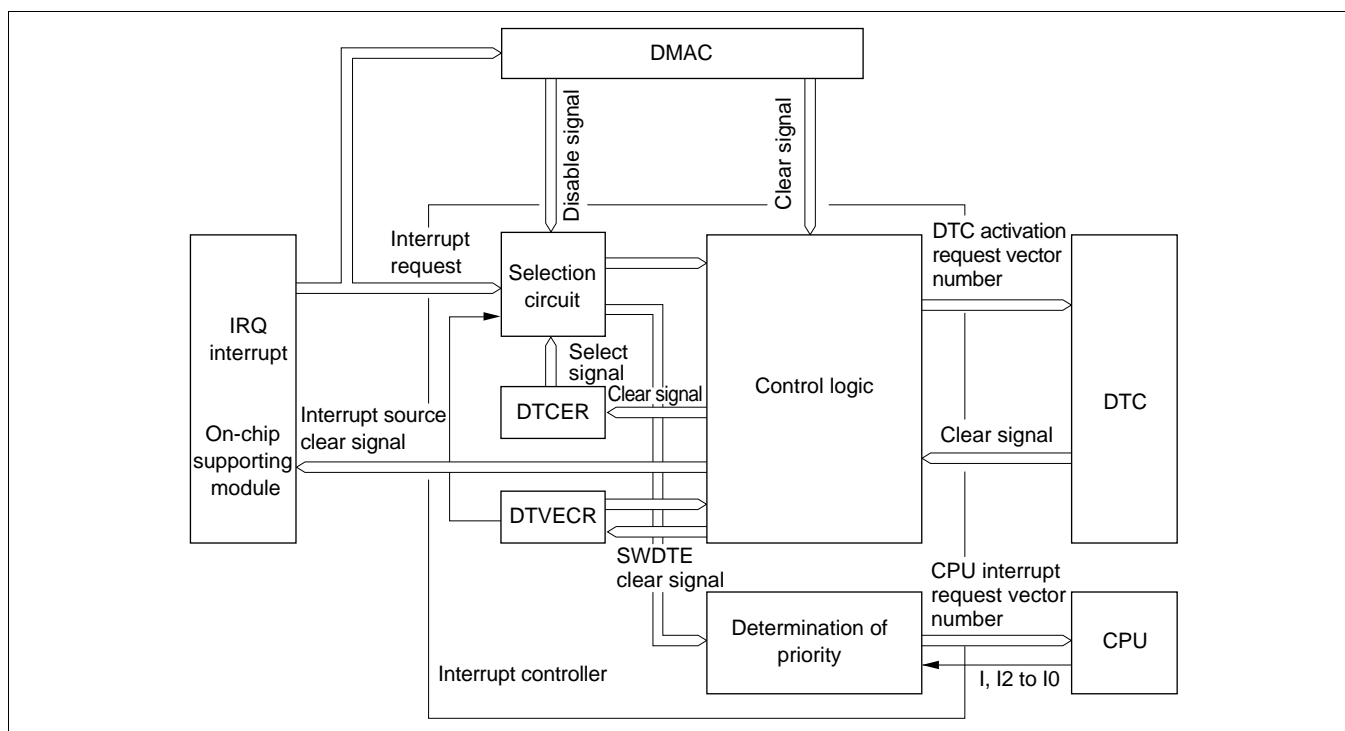 DMAC
Disable signal
Clear signal
Interrupt
request
Selection
circuit
DTC activation
request vector
number
IRQ
interrupt
On-chip
supporting
module
Select
signal
Control logic
DTC
DTCER
Clear signal
Interrupt source
clear signal
Clear signal
DTVECR
SWDTE
clear signal
CPU interrupt
request vector
number
Determination of
priority
CPU
I, I2 to I0
Interrupt controller